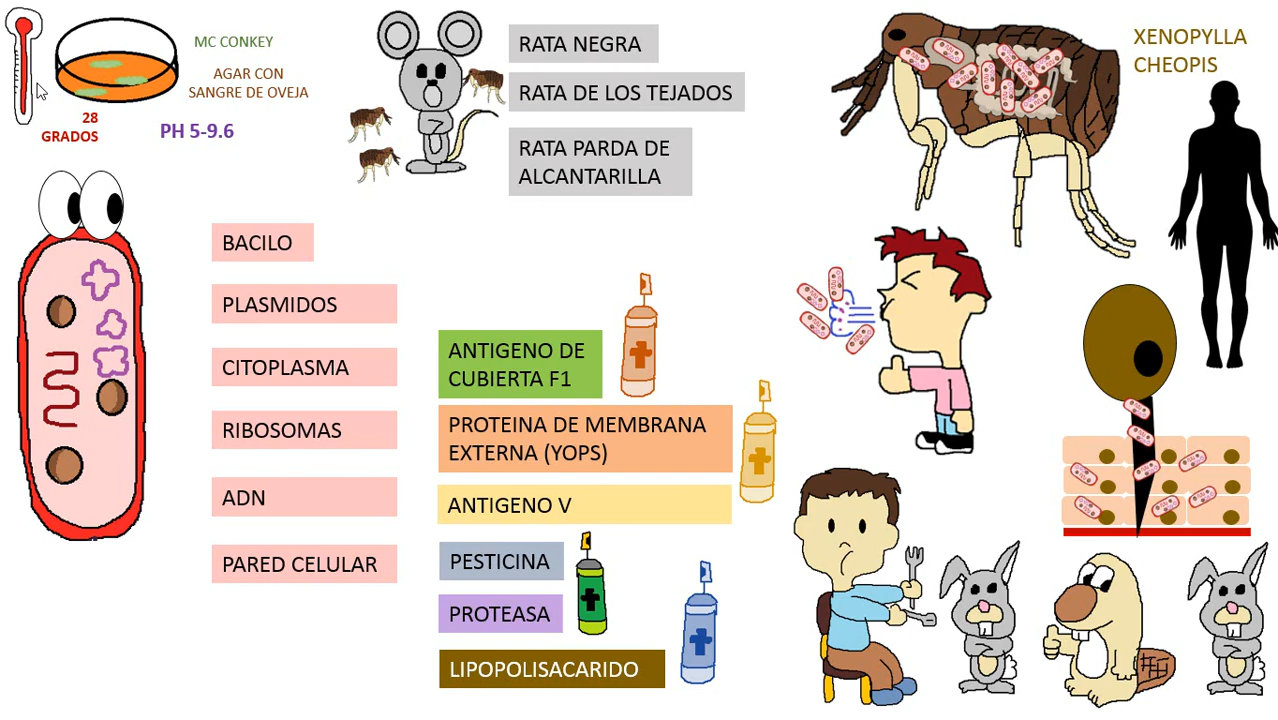 MC CONKEY
AGAR CON
SANGRE DE OVEJA
28
GRADOS
PH 5-9.6
RATA NEGRA
RATA DE LOS TEJADOS
RATA PARDA DE
ALCANTARILLA
XENOPYLLA
CHEOPIS
BACILO
PLASMIDOS
CITOPLASMA
RIBOSOMAS
ADN
PARED CELULAR
ANTIGENO DE
CUBIERTA F1
PROTEINA DE MEMBRANA
EXTERNA (YOPS)
ANTIGENO V
PESTICINA
PROTEASA
LIPOPOLISACARIDO